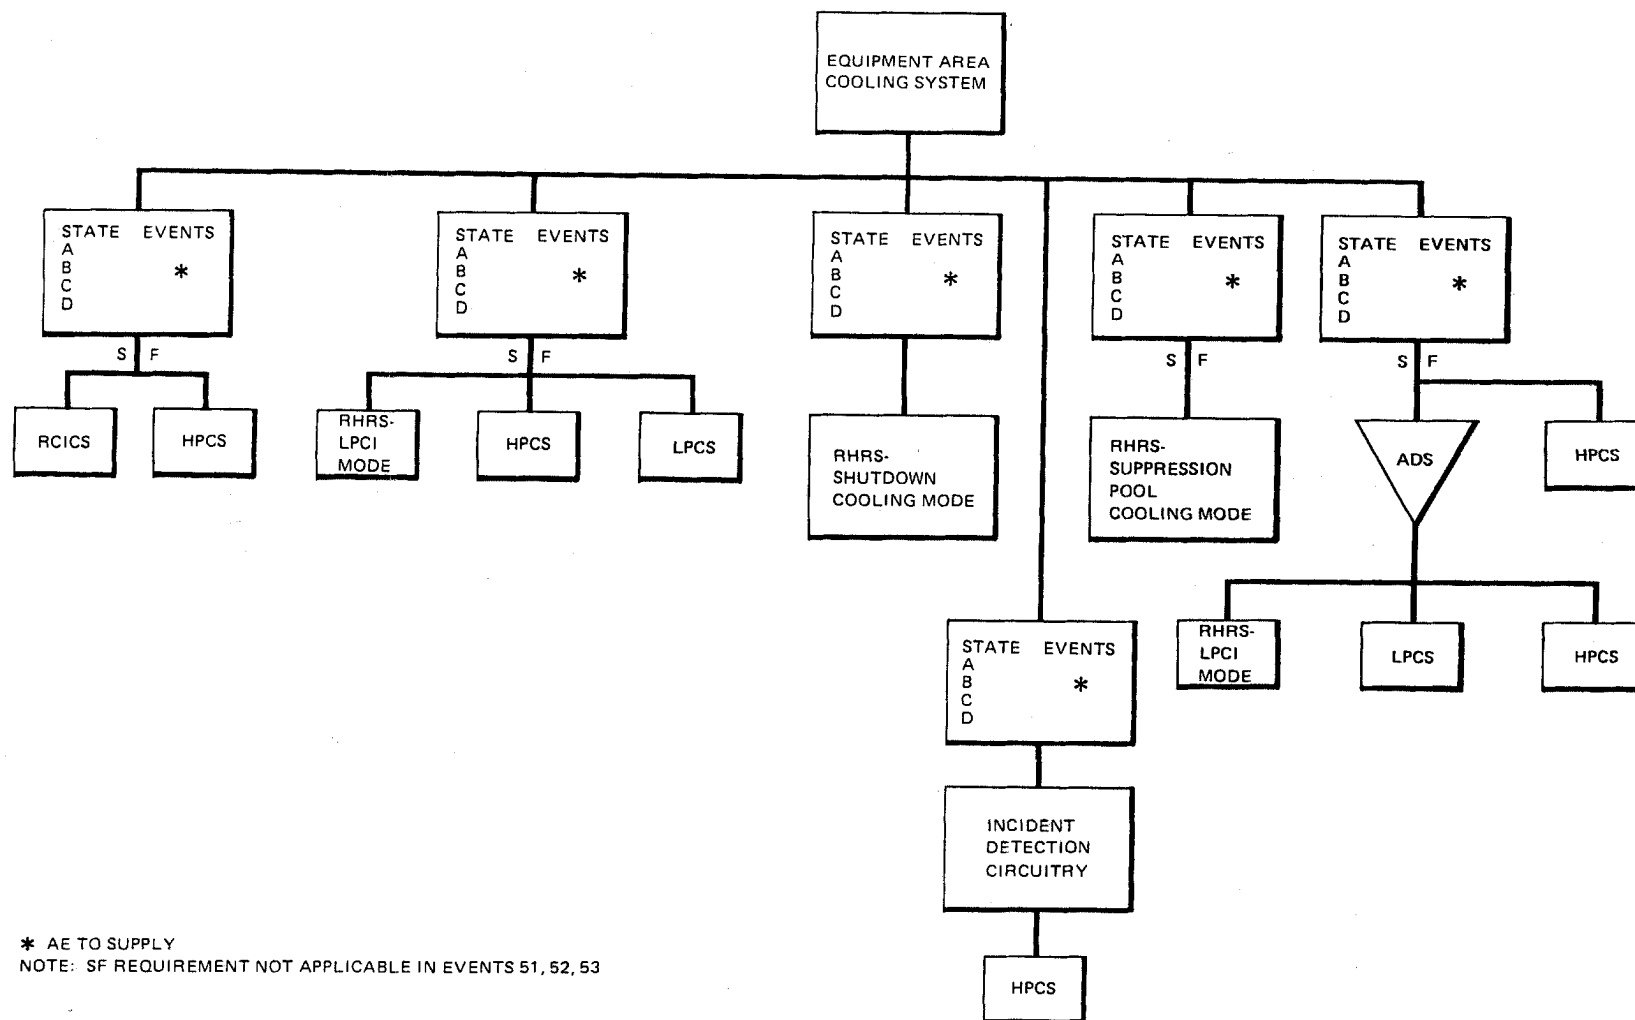 EQUIPMENT AREA
COOLING SYSTEM
STATE EVENTS
A
B
C
D
*
S F
RCICS
HPCS
STATE EVENTS
A
B
C
D
*
S F
RHRS-
LPCI
MODE
HPCS
LPCS
STATE EVENTS
A
B
C
D
*
RHRS-
SHUTDOWN
COOLING MODE
STATE EVENTS
A
B
C
D
*
INCIDENT
DETECTION
CIRCUITRY
HPCS
STATE EVENTS
A
B
C
D
*
S F
RHRS-
SUPPRESSION
POOL
COOLING MODE
STATE EVENTS
A
B
C
D
*
S F
ADS
HPCS
RHRS-
LPCI
MODE
LPCS
HPCS
* AE TO SUPPLY
NOTE: SF REQUIREMENT NOT APPLICABLE IN EVENTS 51, 52, 53